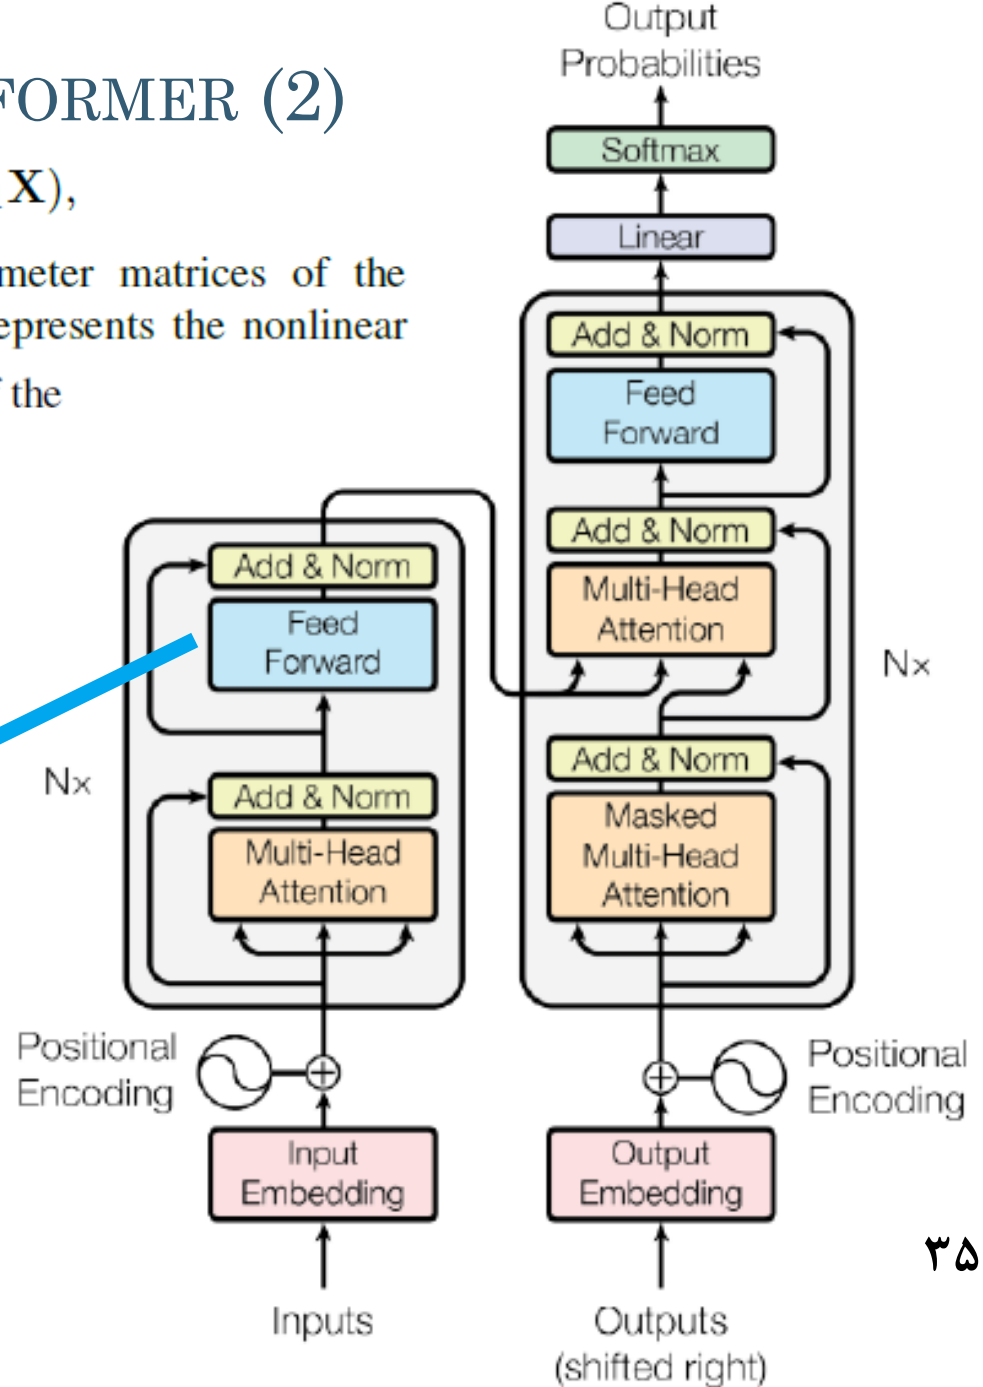 FORMER (2)
(X),
meter matrices of the
epresents the nonlinear
the
Output
Probabilities
Softmax
Linear
Add & Norm
Feed
Forward
Add & Norm
Multi-Head
Attention
Nx
Add & Norm
Masked
Multi-Head
Attention
Positional
Encoding
Output
Embedding
Outputs
(shifted right)
Add & Norm
Feed
Forward
Nx
Add & Norm
Multi-Head
Attention
Positional
Encoding
Input
Embedding
Inputs
۳۵